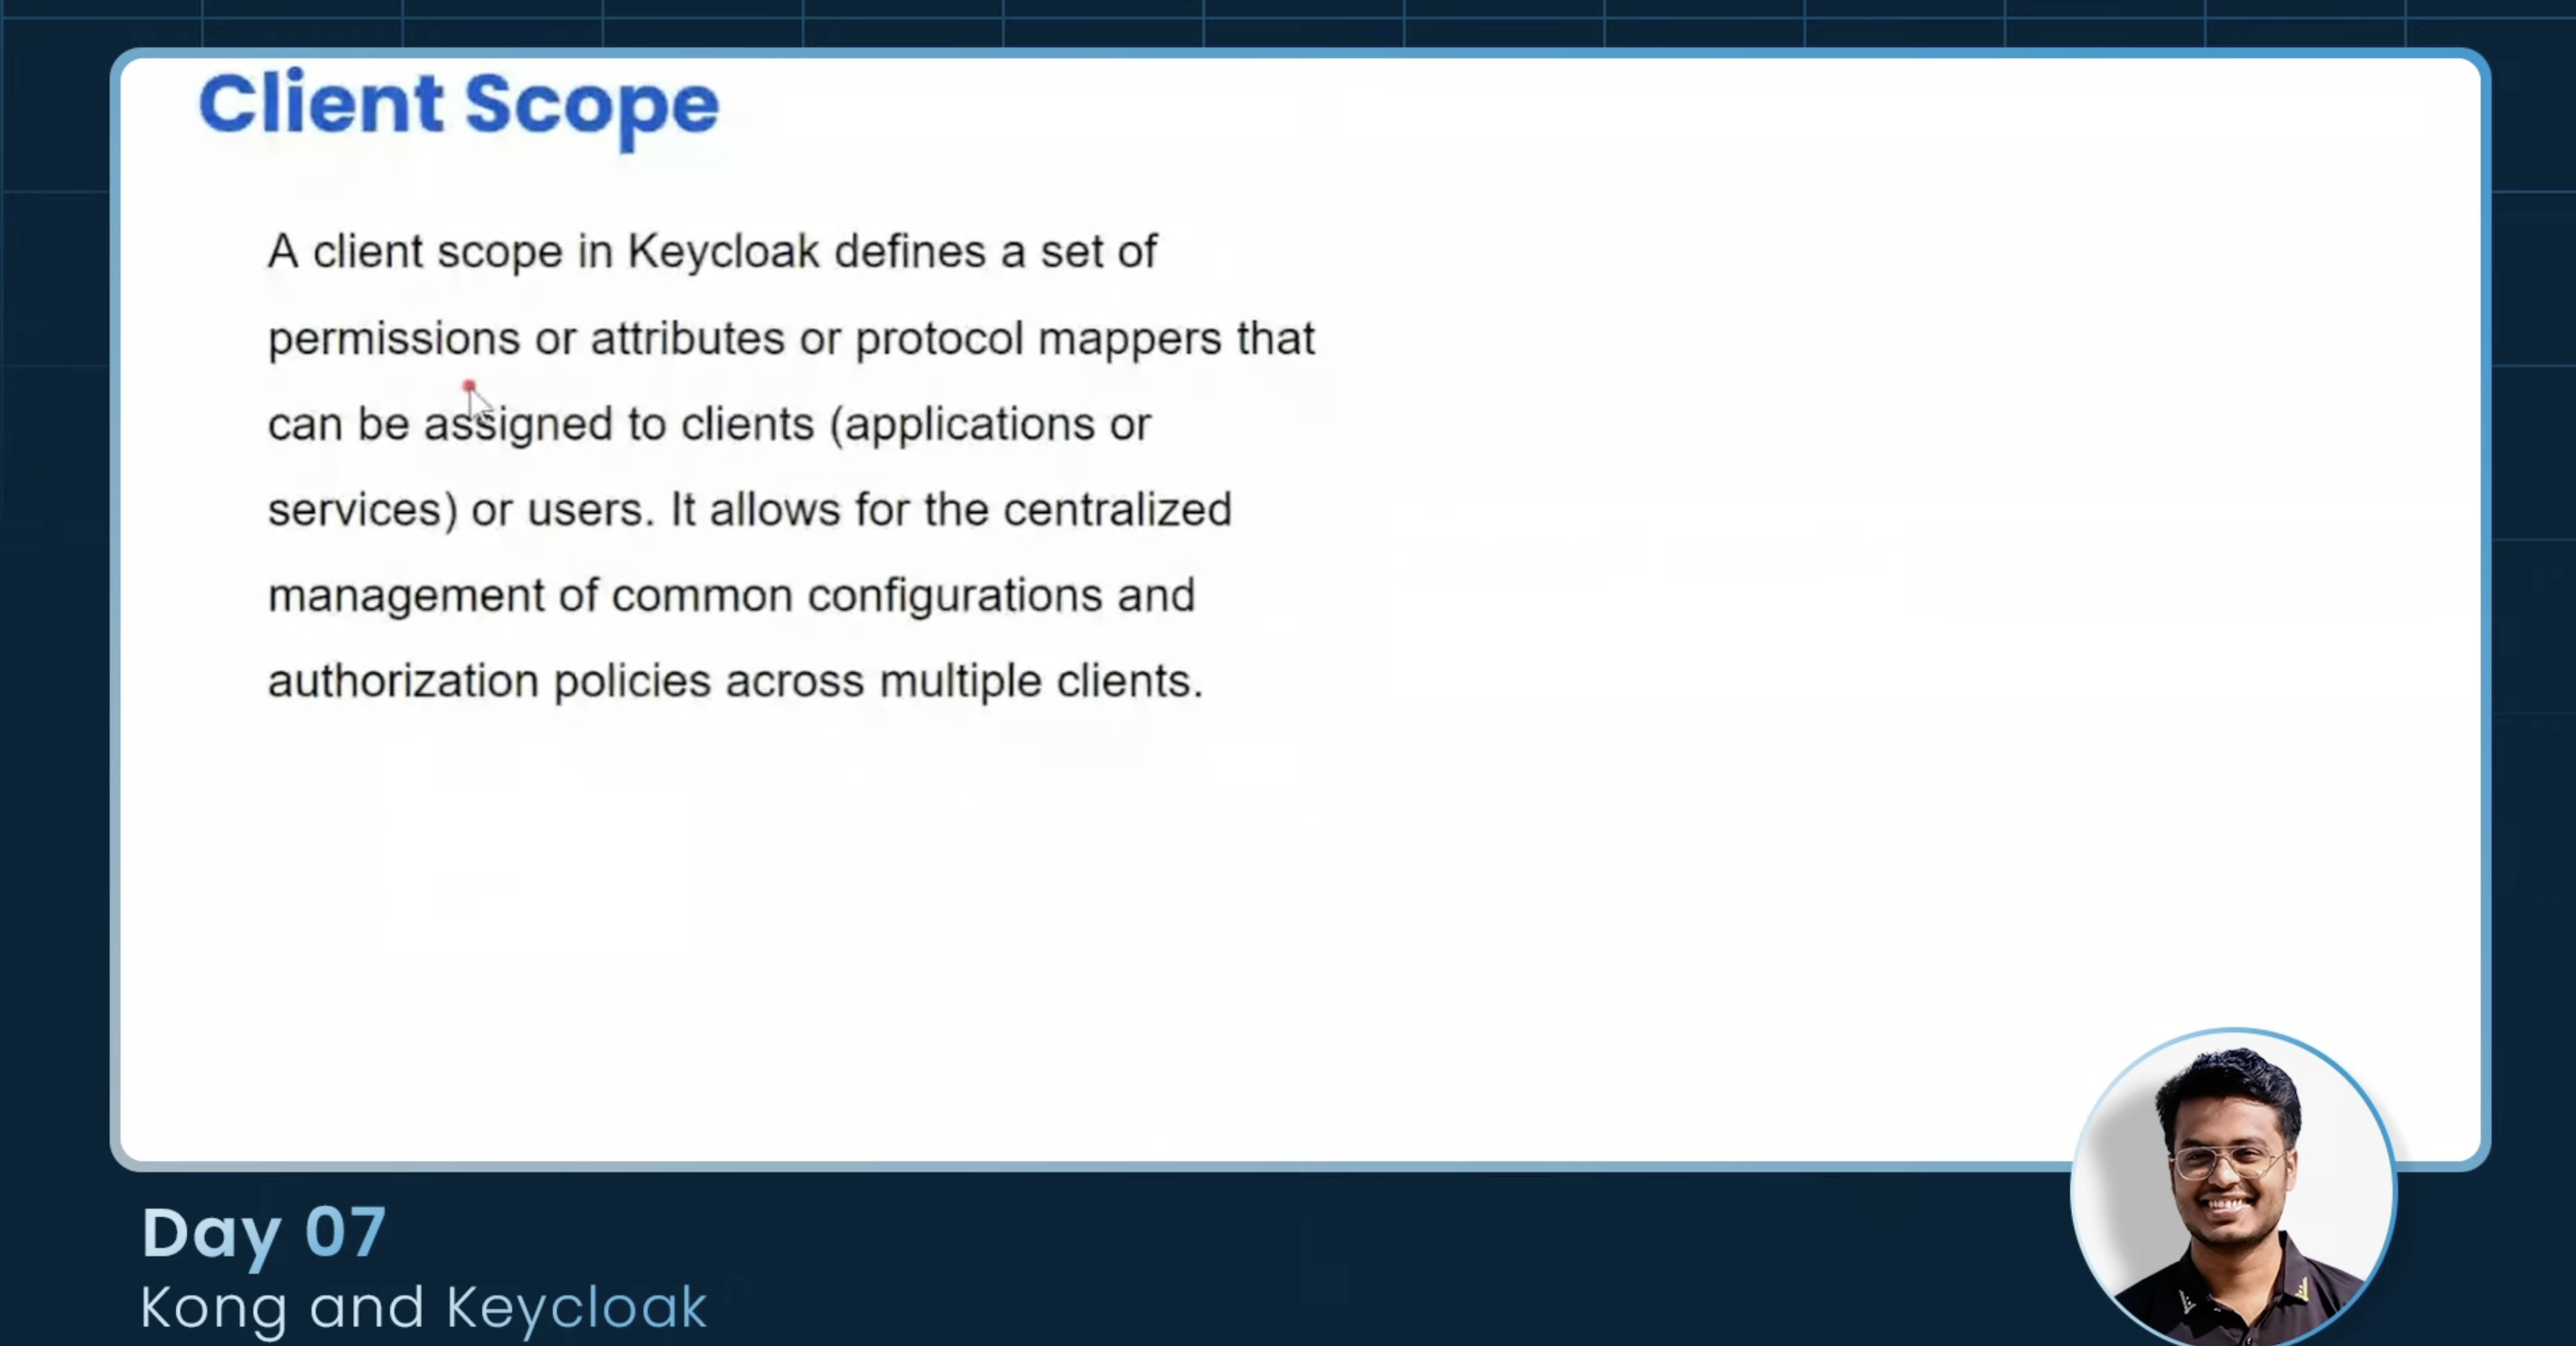 Client Scope
A client scope in Keycloak defines a set of
permissions or attributes or protocol mappers that
can be assigned to clients (applications or
services) or users. It allows for the centralized
management of common configurations and
authorization policies across multiple clients.
Day 07
Kong and Keycloak